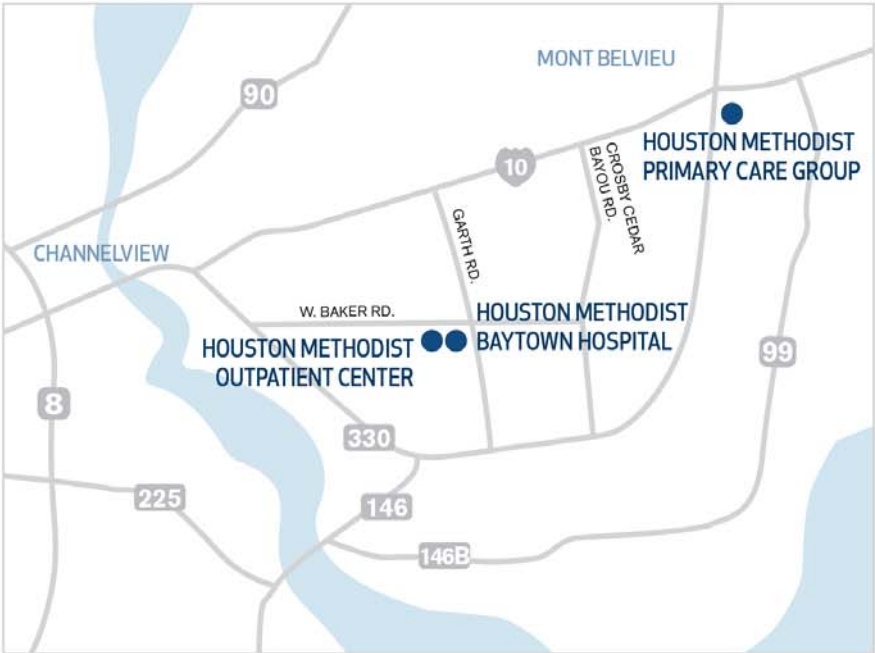 MONT BELVIEU
90
HOUSTON METHODIST
PRIMARY CARE GROUP
10
CROSBY CEDAR
BAYOU RD.
GARTH RD.
CHANNELVIEW
W. BAKER RD.
HOUSTON METHODIST
BAYTOWN HOSPITAL
HOUSTON METHODIST
OUTPATIENT CENTER
99
8
330
225
146
146B